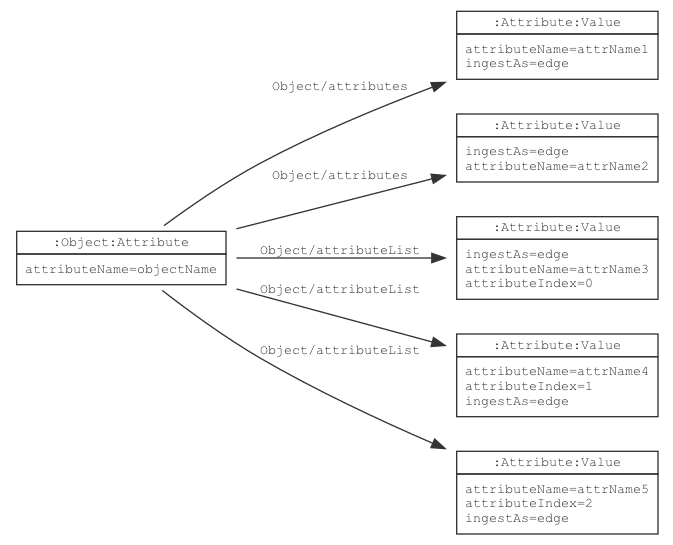 :Attribute:Value
attributeName=attrName1
ingestAs=edge
Object/attributes
:Attribute:Value
ingestAs=edge
attributeName=attrName2
Object/attributes
:Object:Attribute
attributeName=objectName
:Attribute:Value
ingestAs=edge
attributeName=attrName3
attributeIndex=0
Object/attributeList
Object/attributeList
:Attribute:Value
attributeName=attrName4
attributeIndex=1
ingestAs=edge
Object/attributeList
:Attribute:Value
attributeName=attrName5
attributeIndex=2
ingestAs=edge